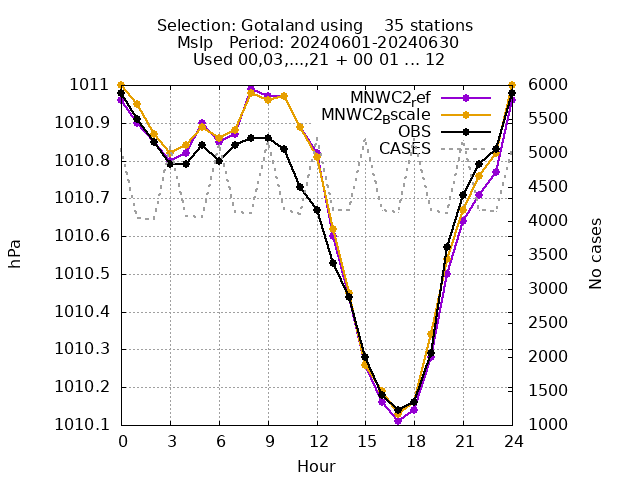 Selection: Gotaland using    35 stations
Mslp   Period: 20240601-20240630
Used 00,03,...,21 + 00 01 ... 12
1011
1010.9
1010.8
1010.7
1010.6
1010.5
1010.4
1010.3
1010.2
1010.1
hPa
MNWC2_ref
MNWC2_Bscale
OBS
CASES
6000
5500
5000
4500
4000
3500
3000
2500
2000
1500
1000
No cases
0 3 6 9 12 15 18 21 24
Hour